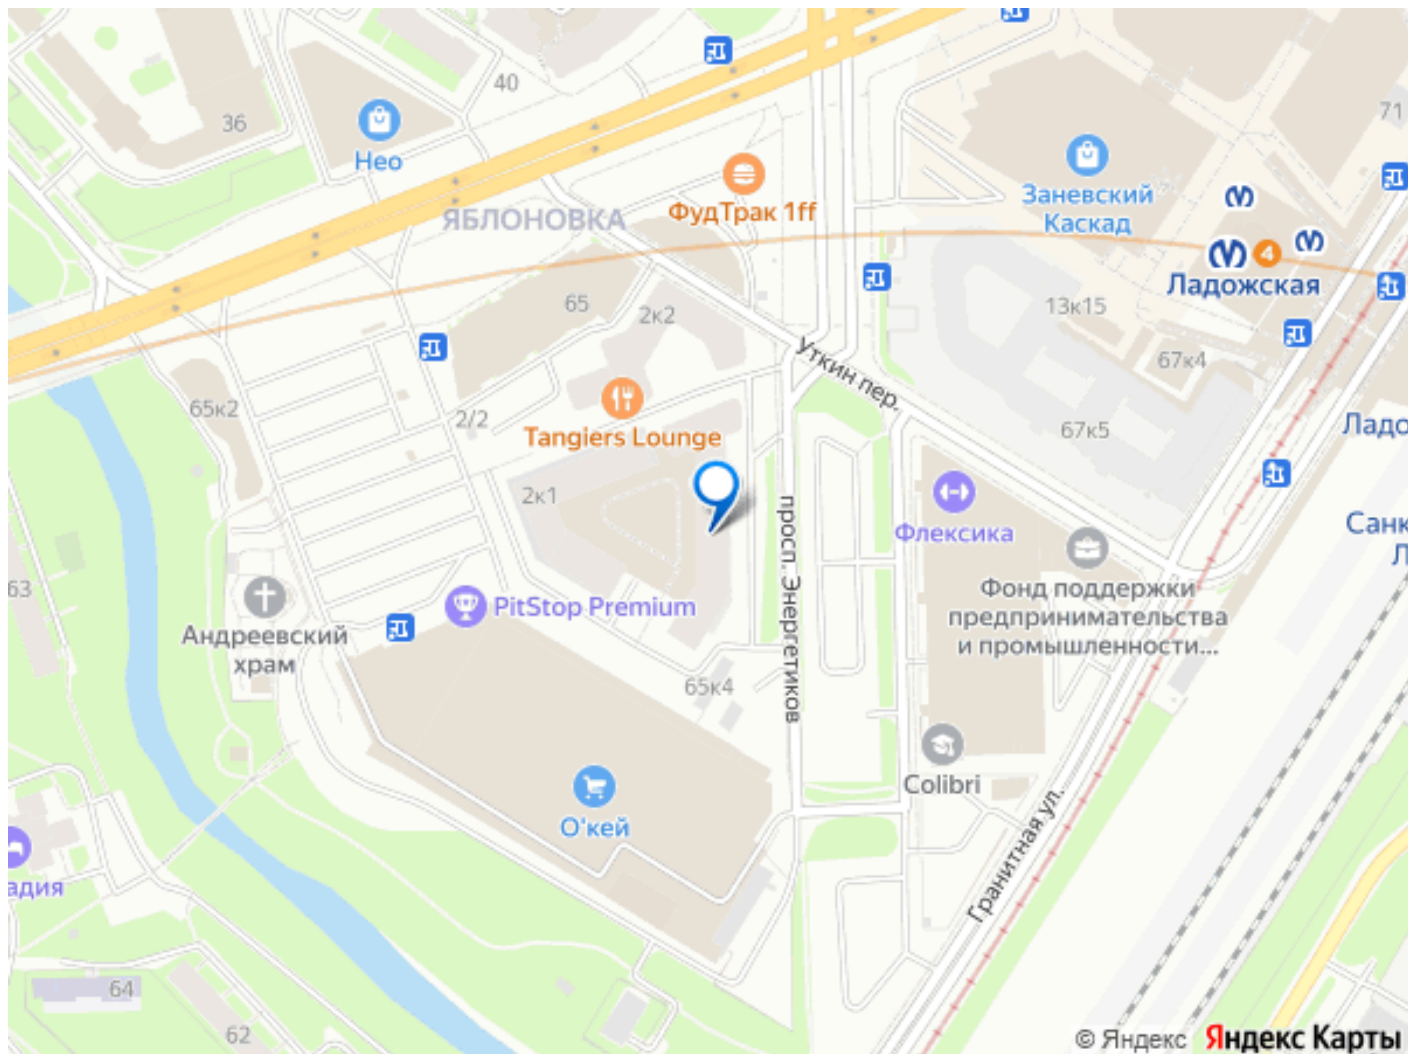 40
36
71
Нео
ФудТрак 1ff
ЯБЛОНОВКА
Заневский
Каскад
4
Ладожская
65
2к2
13к15
Уткин пер.
67к4
65к2
2/2
Tangiers Lounge
67к5
Ладо
2к1
просп. Энергетиков
Флексика
Санк
Л
63
Фонд поддержки
предпринимательства
и промышленности...
PitStop Premium
Андреевский
храм
65к4
Colibri
О'кей
Гранитная ул.
адия
64
62
© Яндекс Яндекс Карты